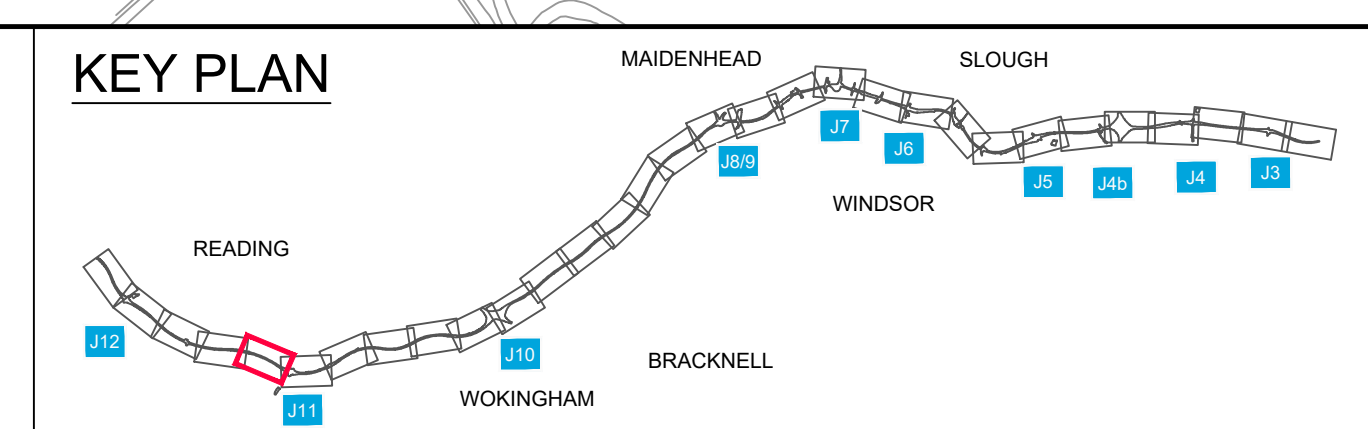 KEY PLAN
MAIDENHEAD
SLOUGH
J7
J6
J8/9
J5
J4b
J4
J3
WINDSOR
READING
J12
J10
BRACKNELL
WOKINGHAM
J11